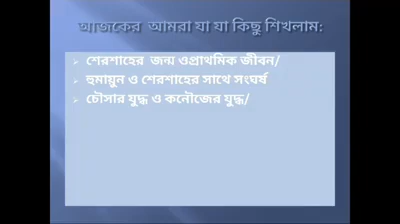 আজকের আমরা যা যা কিছু শিখলাম:
শেরশাহের জন্ম ওপ্রাথমিক জীবন/
হুমায়ুন ও শেরশাহের সাথে সংঘর্ষ
চৌসার যুদ্ধ ও কনৌজের যুদ্ধ/